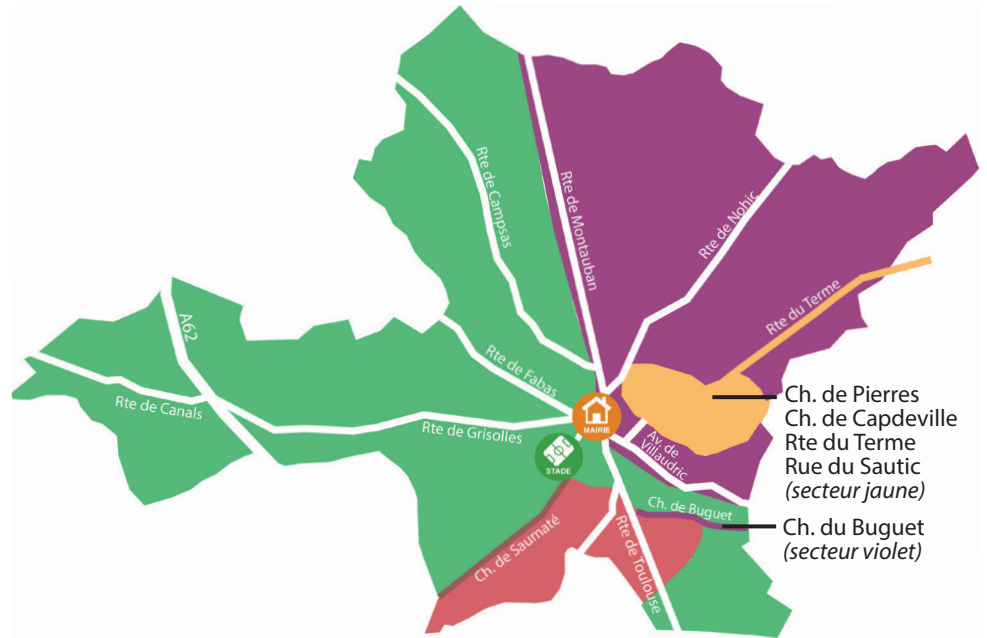 Rte de Campsas
Rte de Montauban
Rte de Nohic
Rte du Terme
A62
Rte de Fabas
Rte de Canals
Rte de Grisolles
MAIRIE
STADE
Av. de
Villaudric
Ch. de Buguet
Ch. de Saumaté
Rte de Toulouse
Ch. de Pierres
Ch. de Capdeville
Rte du Terme
Rue du Sautic
(secteur jaune)
Ch. du Buguet
(secteur violet)